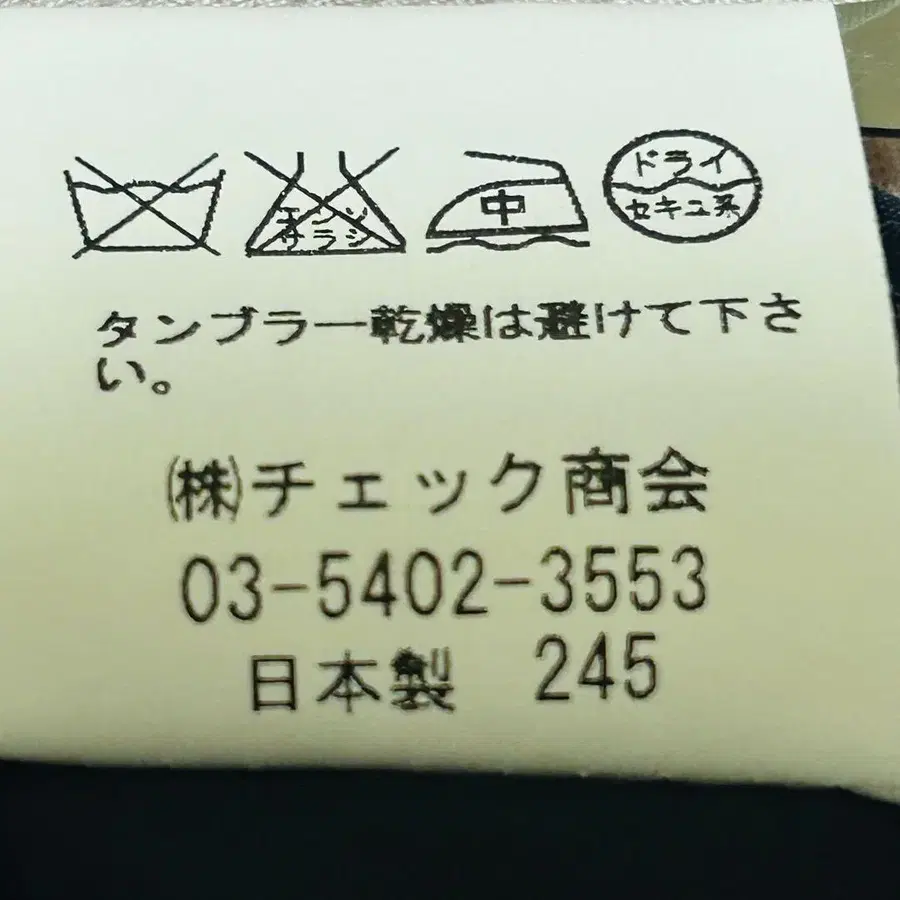 エンソ
サラシ
中
ドライ
セキユ系
タンブラー乾燥は避けて下さ
い。
㈱チェック商会
03-5402-3553
日本製 245